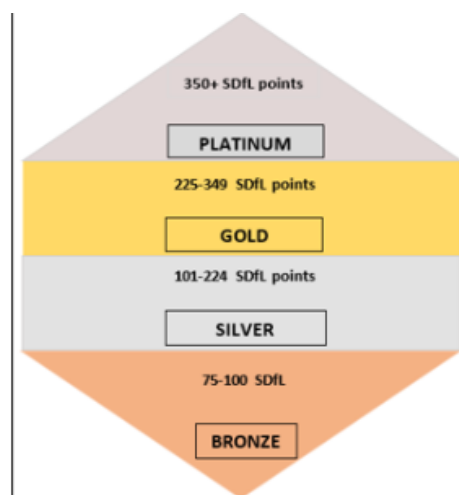 350+ SDfL points
PLATINUM
225-349 SDfL points
GOLD
101-224 SDfL points
SILVER
75-100 SDfL
BRONZE